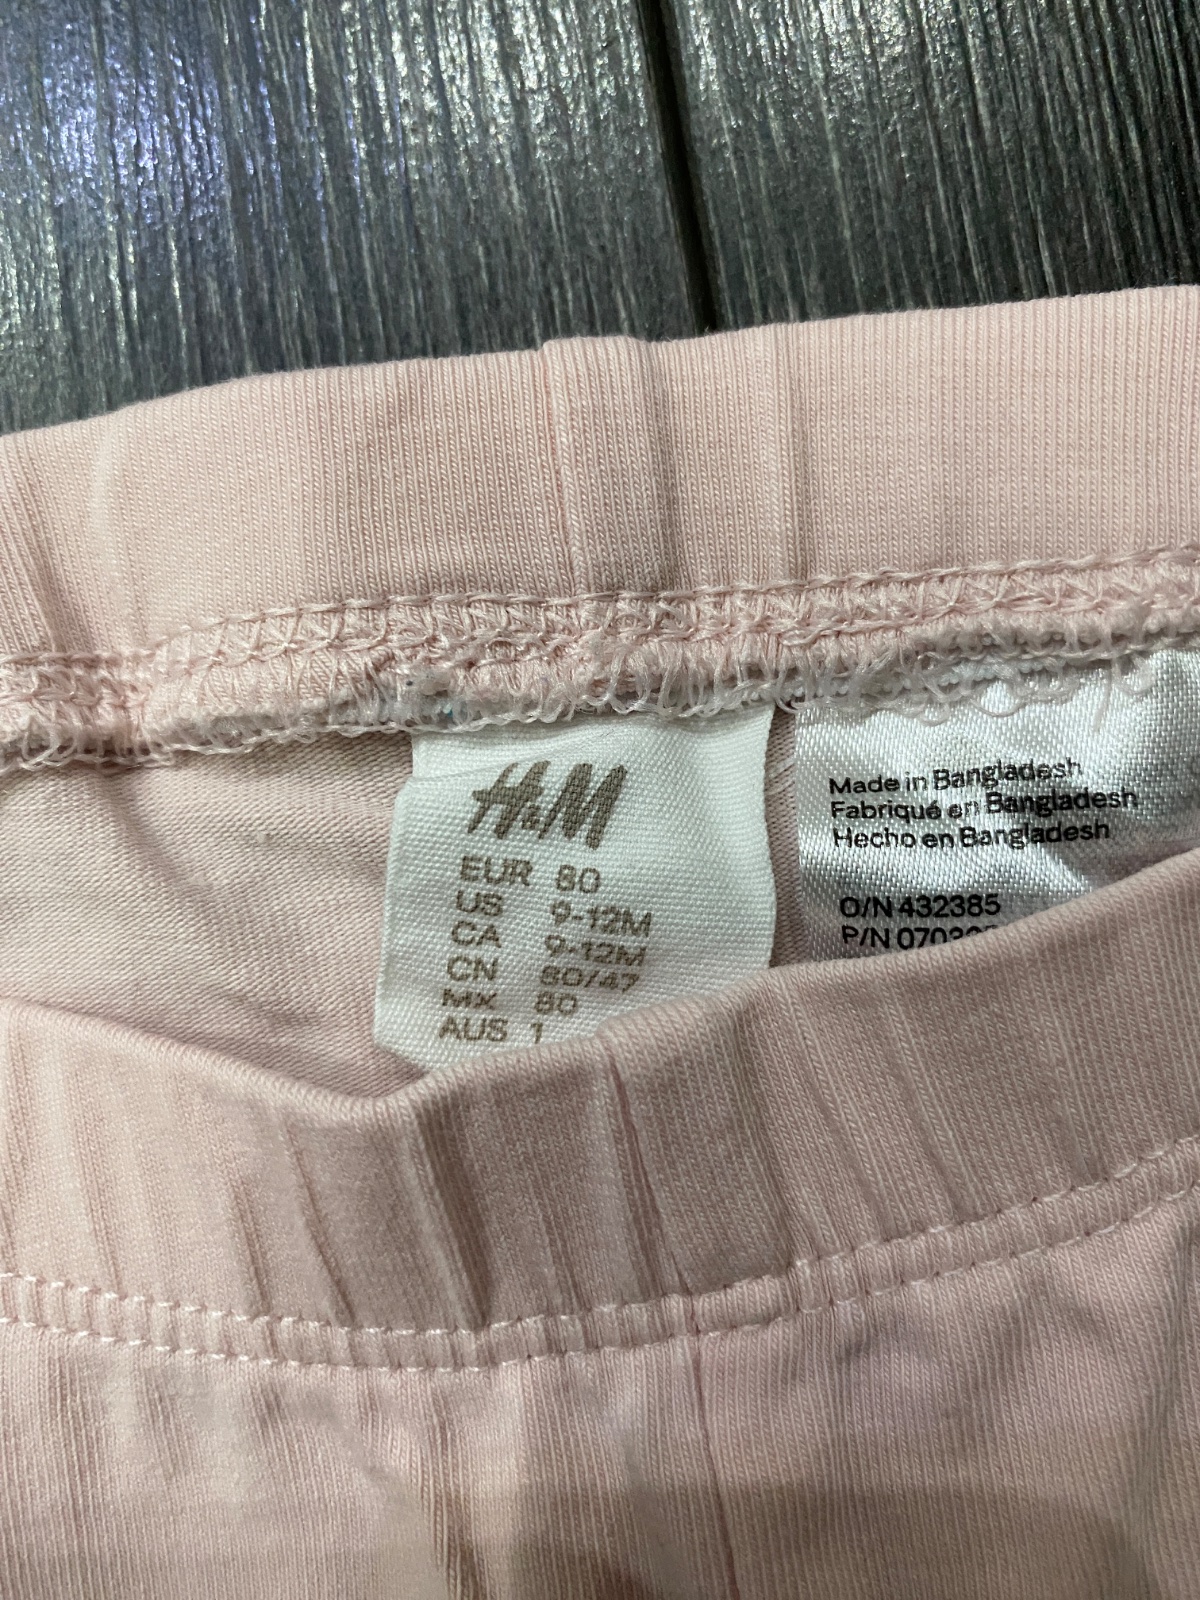 H&M
EUR 80
US 9-12M
CA 9-12M
CN 80/47
MX 80
AUS 1
Made in Bangladesh
Fabriqué en Bangladesh
Hecho en Bangladesh
O/N 432385
P/N